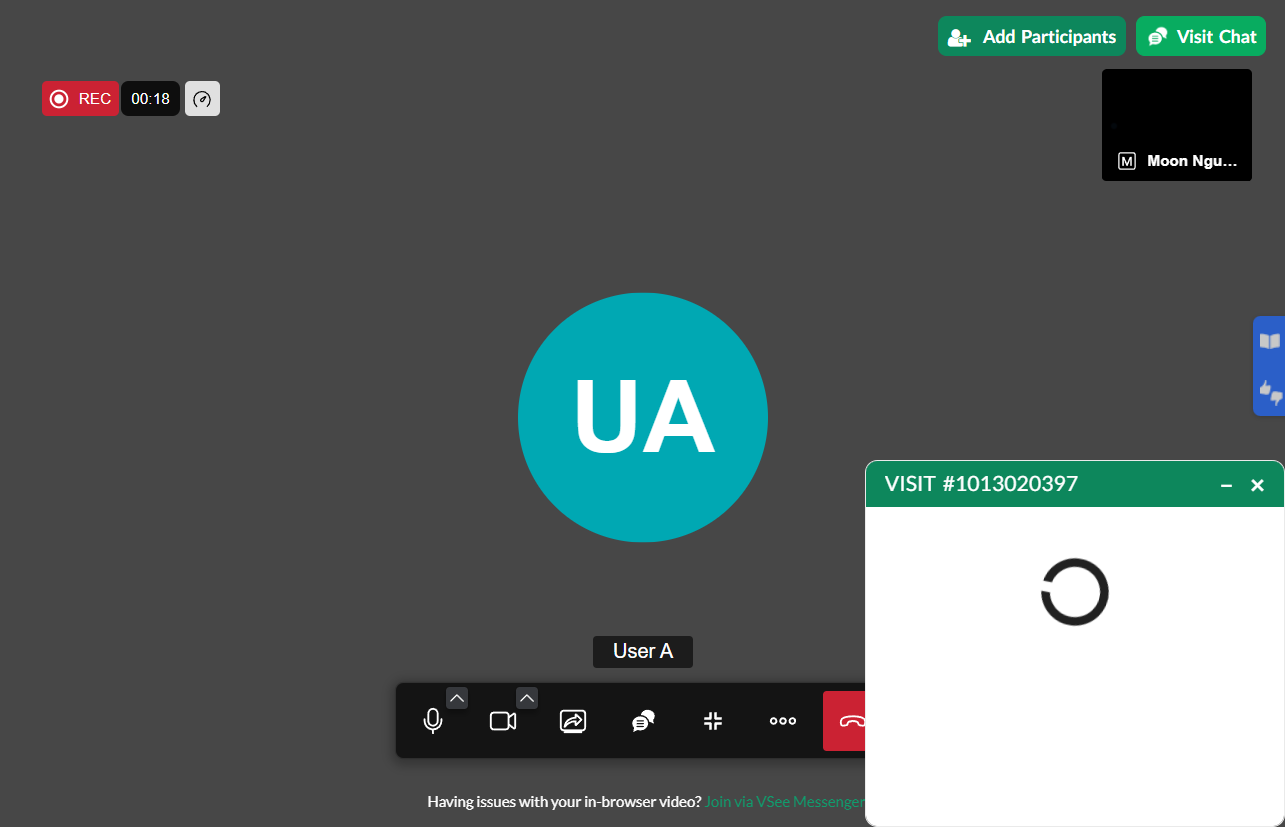 Add Participants
Visit Chat
REC 00:18
M Moon Ngu...
UA
VISIT #1013020397
User A
Having issues with your in-browser video? Join via VSee Messenger